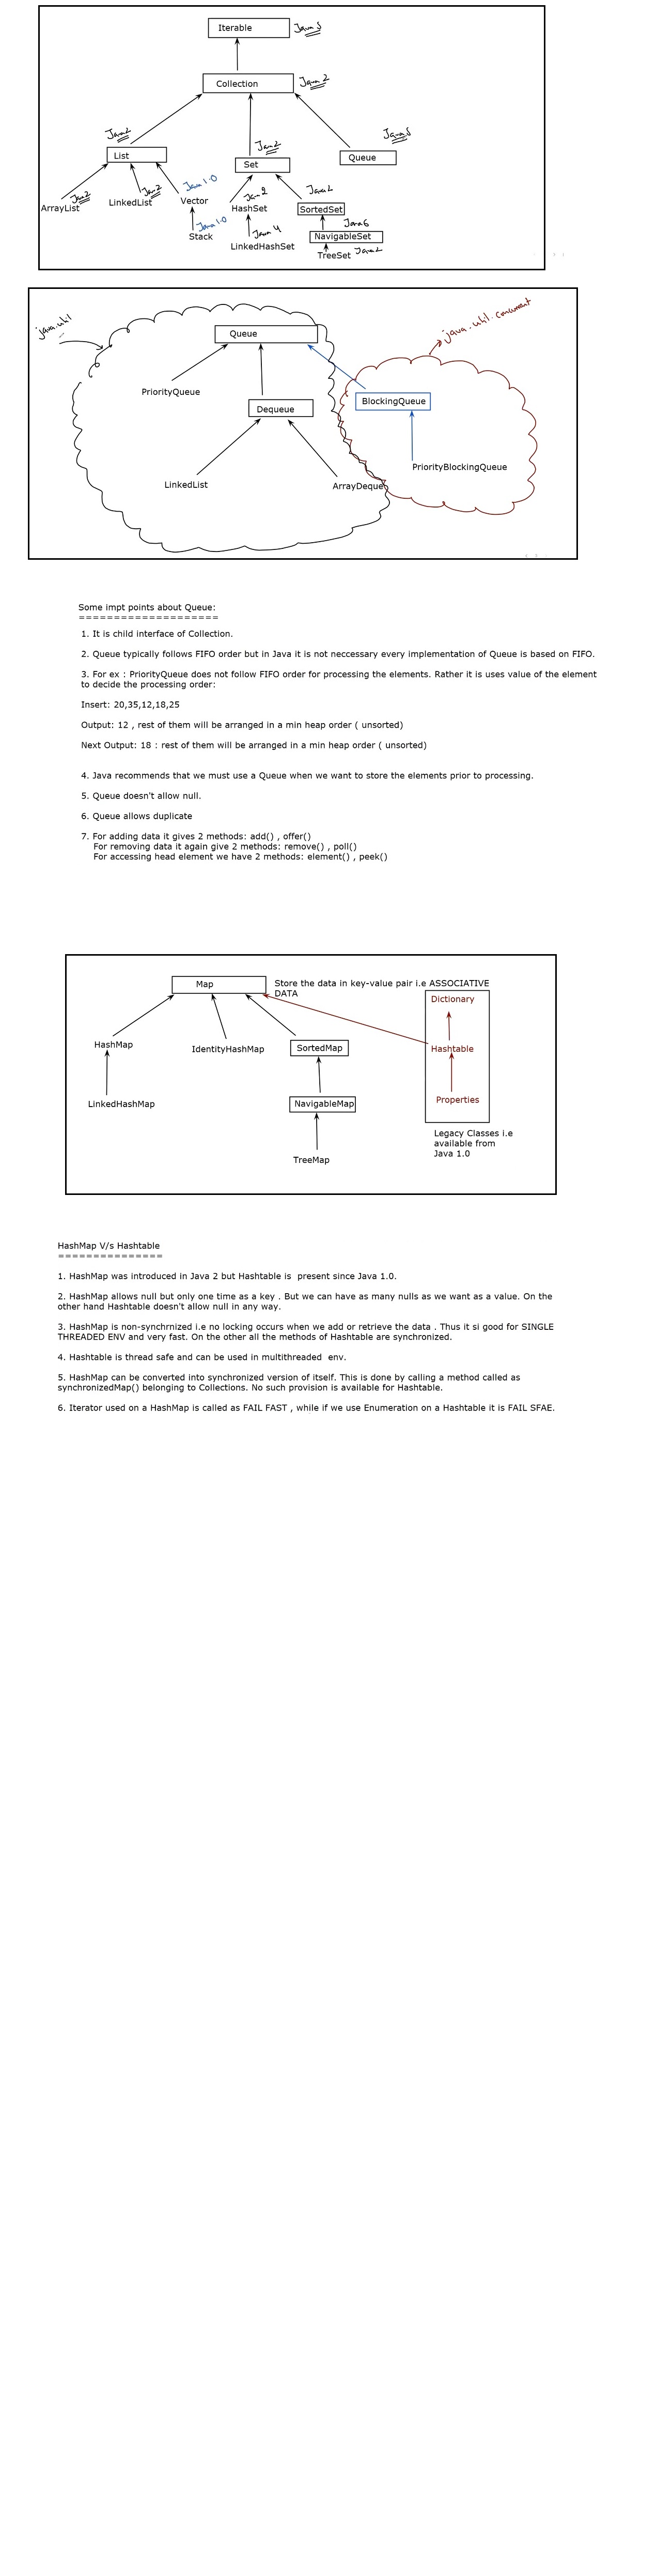 Iterable
Java 5
Collection
Java 2
Java 2
List
Java 2
Set
Java 5
Queue
ArrayList
Java 2
LinkedList
Java 2
Java 1.0
Vector
Java 1.0
Stack
Java 2
HashSet
Java 4
LinkedHashSet
Java 2
SortedSet
Java 6
NavigableSet
TreeSet
Java 2
java.util
java.util.concurrent
Queue
PriorityQueue
Dequeue
BlockingQueue
PriorityBlockingQueue
LinkedList
ArrayDeque
Some impt points about Queue:
====================
1. It is child interface of Collection.
2. Queue typically follows FIFO order but in Java it is not neccessary every implementation of Queue is based on FIFO.
3. For ex : PriorityQueue does not follow FIFO order for processing the elements. Rather it is uses value of the element
to decide the processing order:
Insert: 20,35,12,18,25
Output: 12 , rest of them will be arranged in a min heap order ( unsorted)
Next Output: 18 : rest of them will be arranged in a min heap order ( unsorted)
4. Java recommends that we must use a Queue when we want to store the elements prior to processing.
5. Queue doesn't allow null.
6. Queue allows duplicate
7. For adding data it gives 2 methods: add() , offer()
For removing data it again give 2 methods: remove() , poll()
For accessing head element we have 2 methods: element() , peek()
Map
Store the data in key-value pair i.e ASSOCIATIVE
DATA
Dictionary
HashMap
IdentityHashMap
SortedMap
Hashtable
LinkedHashMap
NavigableMap
Properties
TreeMap
Legacy Classes i.e
available from
Java 1.0
HashMap V/s Hashtable
===============
1. HashMap was introduced in Java 2 but Hashtable is  present since Java 1.0.
2. HashMap allows null but only one time as a key . But we can have as many nulls as we want as a value. On the
other hand Hashtable doesn't allow null in any way.
3. HashMap is non-synchrnized i.e no locking occurs when we add or retrieve the data . Thus it si good for SINGLE
THREADED ENV and very fast. On the other all the methods of Hashtable are synchronized.
4. Hashtable is thread safe and can be used in multithreaded  env.
5. HashMap can be converted into synchronized version of itself. This is done by calling a method called as
synchronizedMap() belonging to Collections. No such provision is available for Hashtable.
6. Iterator used on a HashMap is called as FAIL FAST , while if we use Enumeration on a Hashtable it is FAIL SFAE.